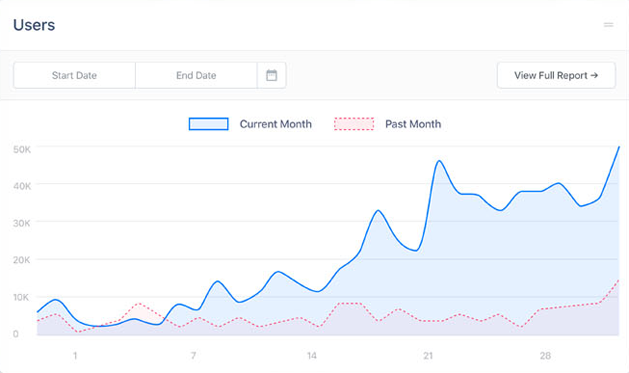 Users
Start Date End Date View Full Report →
Current Month Past Month
50K
40K
30K
20K
10K
0
1 7 14 21 28